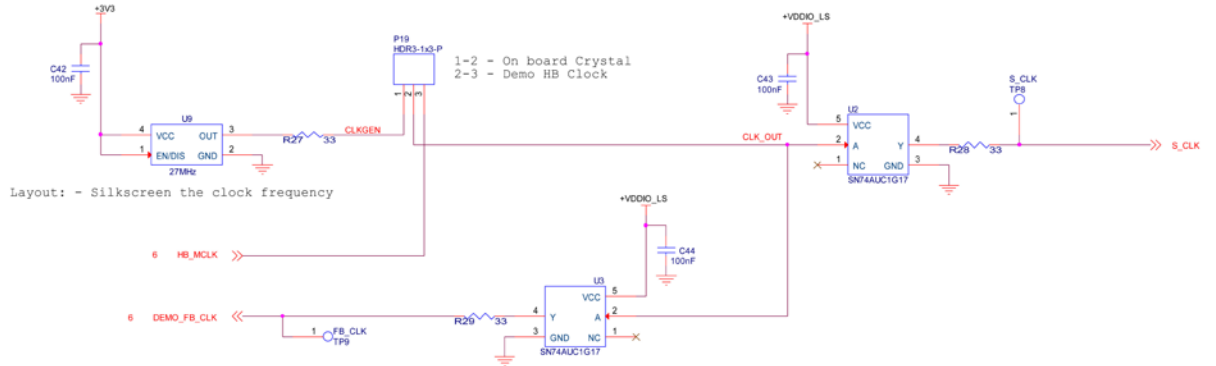 +3V3
C42
100nF
U9
4 VCC OUT 3
1 EN/DIS GND 2
27MHz
R27 33
CLKGEN
P19
HDR3-1x3-P
1 2 3
1-2 - On board Crystal
2-3 - Demo HB Clock
Layout: - Silkscreen the clock frequency
+VDDIO_LS
C43
100nF
U2
5 VCC
CLK_OUT 2 A Y 4
1 NC GND 3
SN74AUC1G17
R28 33
S_CLK
TP8
1
S_CLK
6 HB_MCLK
+VDDIO_LS
C44
100nF
U3
VCC 5
4 Y A 2
3 GND NC 1
SN74AUC1G17
R29 33
6 DEMO_FB_CLK
1 FB_CLK
TP9